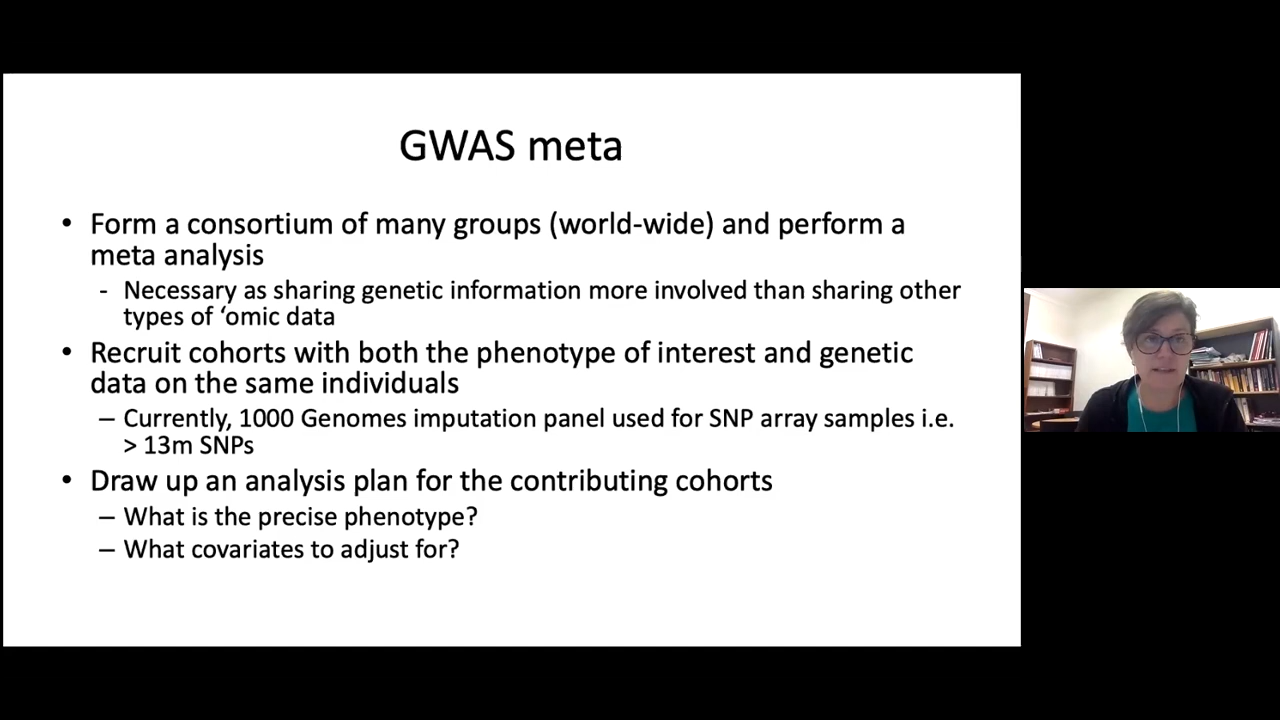 GWAS meta
• Form a consortium of many groups (world-wide) and perform a
meta analysis
- Necessary as sharing genetic information more involved than sharing other
types of ‘omic data
• Recruit cohorts with both the phenotype of interest and genetic
data on the same individuals
– Currently, 1000 Genomes imputation panel used for SNP array samples i.e.
> 13m SNPs
• Draw up an analysis plan for the contributing cohorts
– What is the precise phenotype?
– What covariates to adjust for?